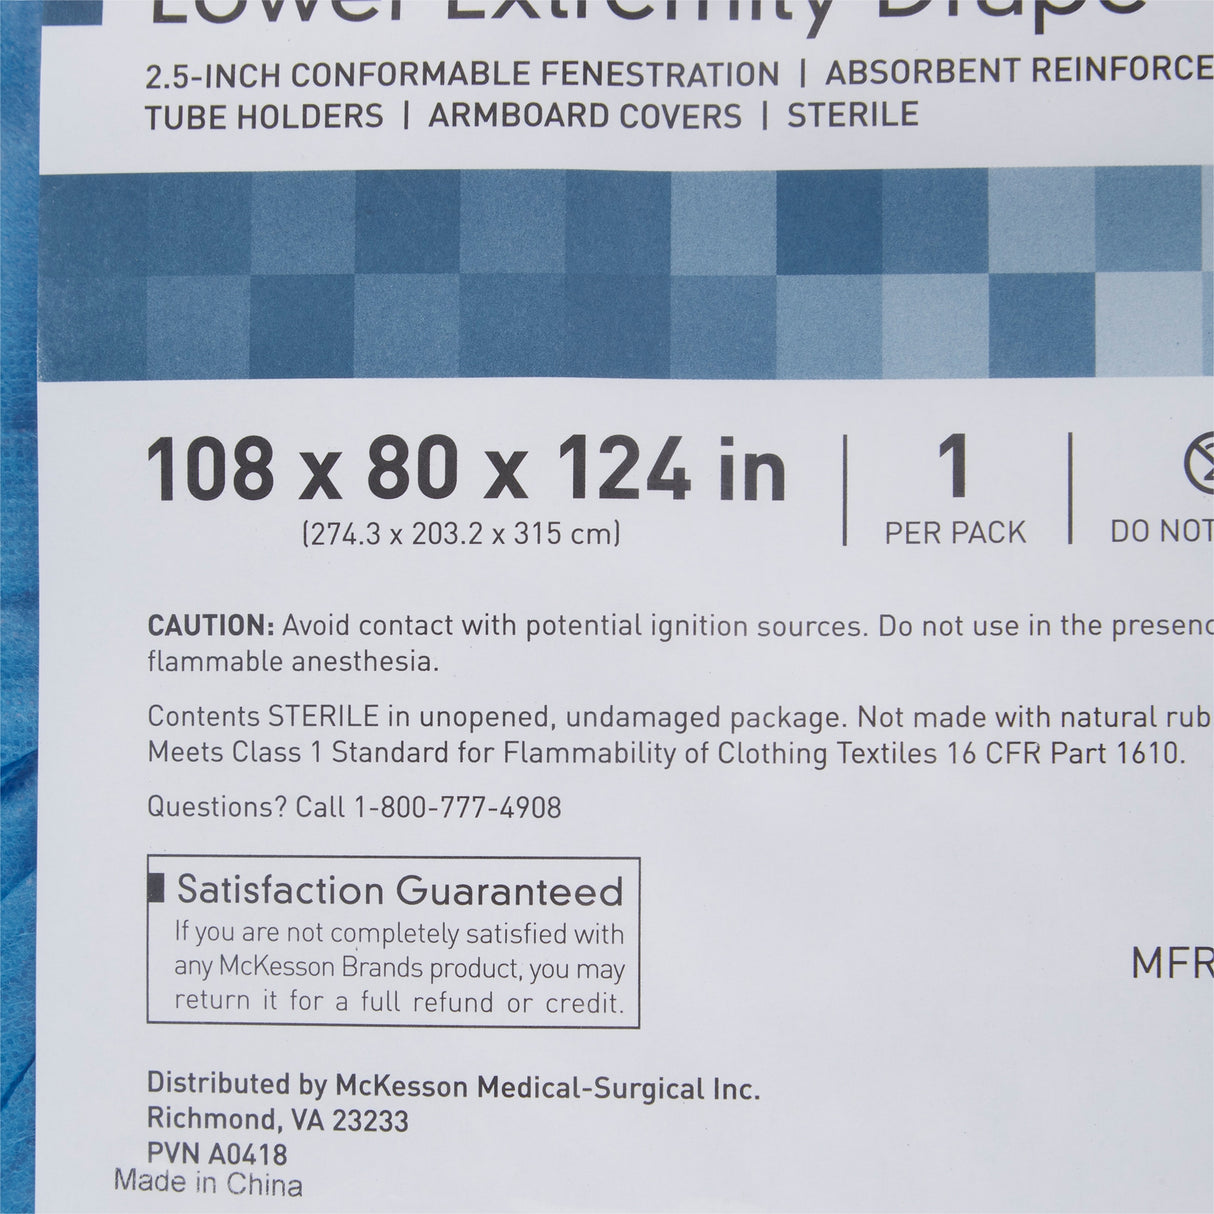 Lower Extremity Drape
2.5-INCH CONFORMABLE FENESTRATION | ABSORBENT REINFORCE
TUBE HOLDERS | ARMBOARD COVERS | STERILE
108 x 80 x 124 in
(274.3 x 203.2 x 315 cm)
1
PER PACK
2
DO NOT
CAUTION: Avoid contact with potential ignition sources. Do not use in the presenc
flammable anesthesia.
Contents STERILE in unopened, undamaged package. Not made with natural rub
Meets Class 1 Standard for Flammability of Clothing Textiles 16 CFR Part 1610.
Questions? Call 1-800-777-4908
Satisfaction Guaranteed
If you are not completely satisfied with
any McKesson Brands product, you may
return it for a full refund or credit.
MFR
Distributed by McKesson Medical-Surgical Inc.
Richmond, VA 23233
PVN A0418
Made in China